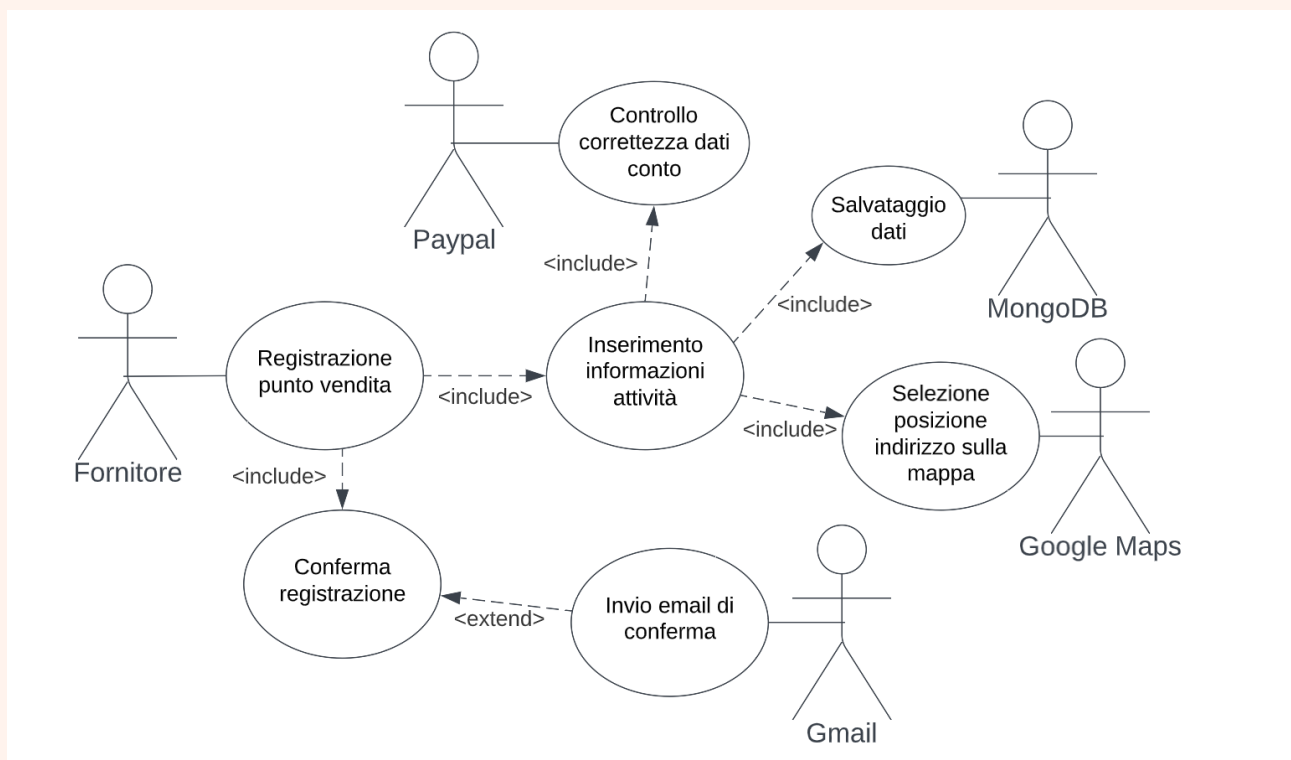 Controllo
correttezza dati
conto
Paypal
Salvataggio
dati
MongoDB
<include>
<include>
Registrazione
punto vendita
Fornitore
<include>
Inserimento
informazioni
attività
<include>
Selezione
posizione
indirizzo sulla
mappa
Google Maps
<include>
Conferma
registrazione
<extend>
Invio email di
conferma
Gmail